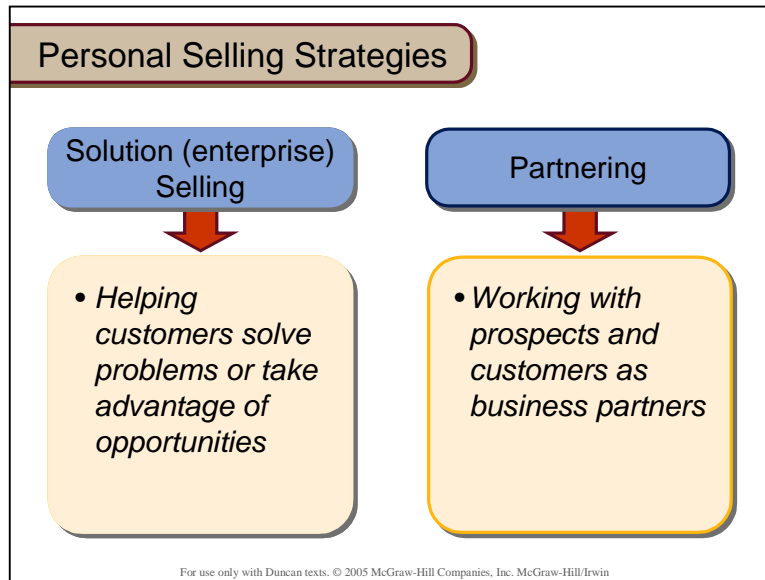 Personal Selling Strategies
Solution (enterprise)
Selling
• Helping
customers solve
problems or take
advantage of
opportunities
Partnering
• Working with
prospects and
customers as
business partners
For use only with Duncan texts. © 2005 McGraw-Hill Companies, Inc. McGraw-Hill/Irwin